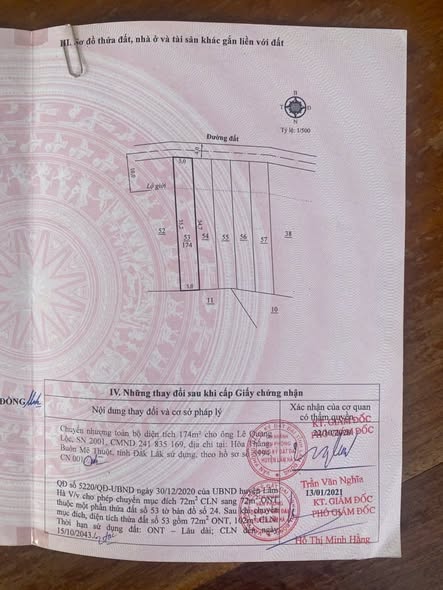 III. Sơ đồ thửa đất, nhà ở và tài sản khác gắn liền với đất
B
T
Đ
N
Tỷ lệ: 1/500
Đường đất
5.0
Lộ giới
52
53
174
54
55
56
57
38
5.0
11
10
ĐỒNG
IV. Những thay đổi sau khi cấp Giấy chứng nhận
Nội dung thay đổi và cơ sở pháp lý
Xác nhận của cơ quan
có thẩm quyền
KT. GIÁM ĐỐC
PHÓ GIÁM ĐỐC
Chuyển nhượng toàn bộ diện tích 174m² cho ông Lê Quang
Lộc, SN 2001, CMND 241 835 169, địa chỉ tại: Hòa Thắng,
Buôn Mê Thuột, tỉnh Đắk Lắk sử dụng, theo hồ sơ số
CN 001
Trần Văn Nghĩa
13/01/2021
KT. GIÁM ĐỐC
PHÓ GIÁM ĐỐC
QĐ số 5220/QĐ-UBND ngày 30/12/2020 của UBND huyện Lâm
Hà V/v cho phép chuyển mục đích 72m² CLN sang 72m² ONT,
thuộc một phần thửa đất số 53 tờ bản đồ số 24. Sau khi chuyển
mục đích, diện tích thửa đất số 53 gồm 72m² ONT, 102m² CLN.
Thời hạn sử dụng đất: ONT – Lâu dài; CLN đến ngày
15/10/2043.
Hồ Thị Minh Hằng